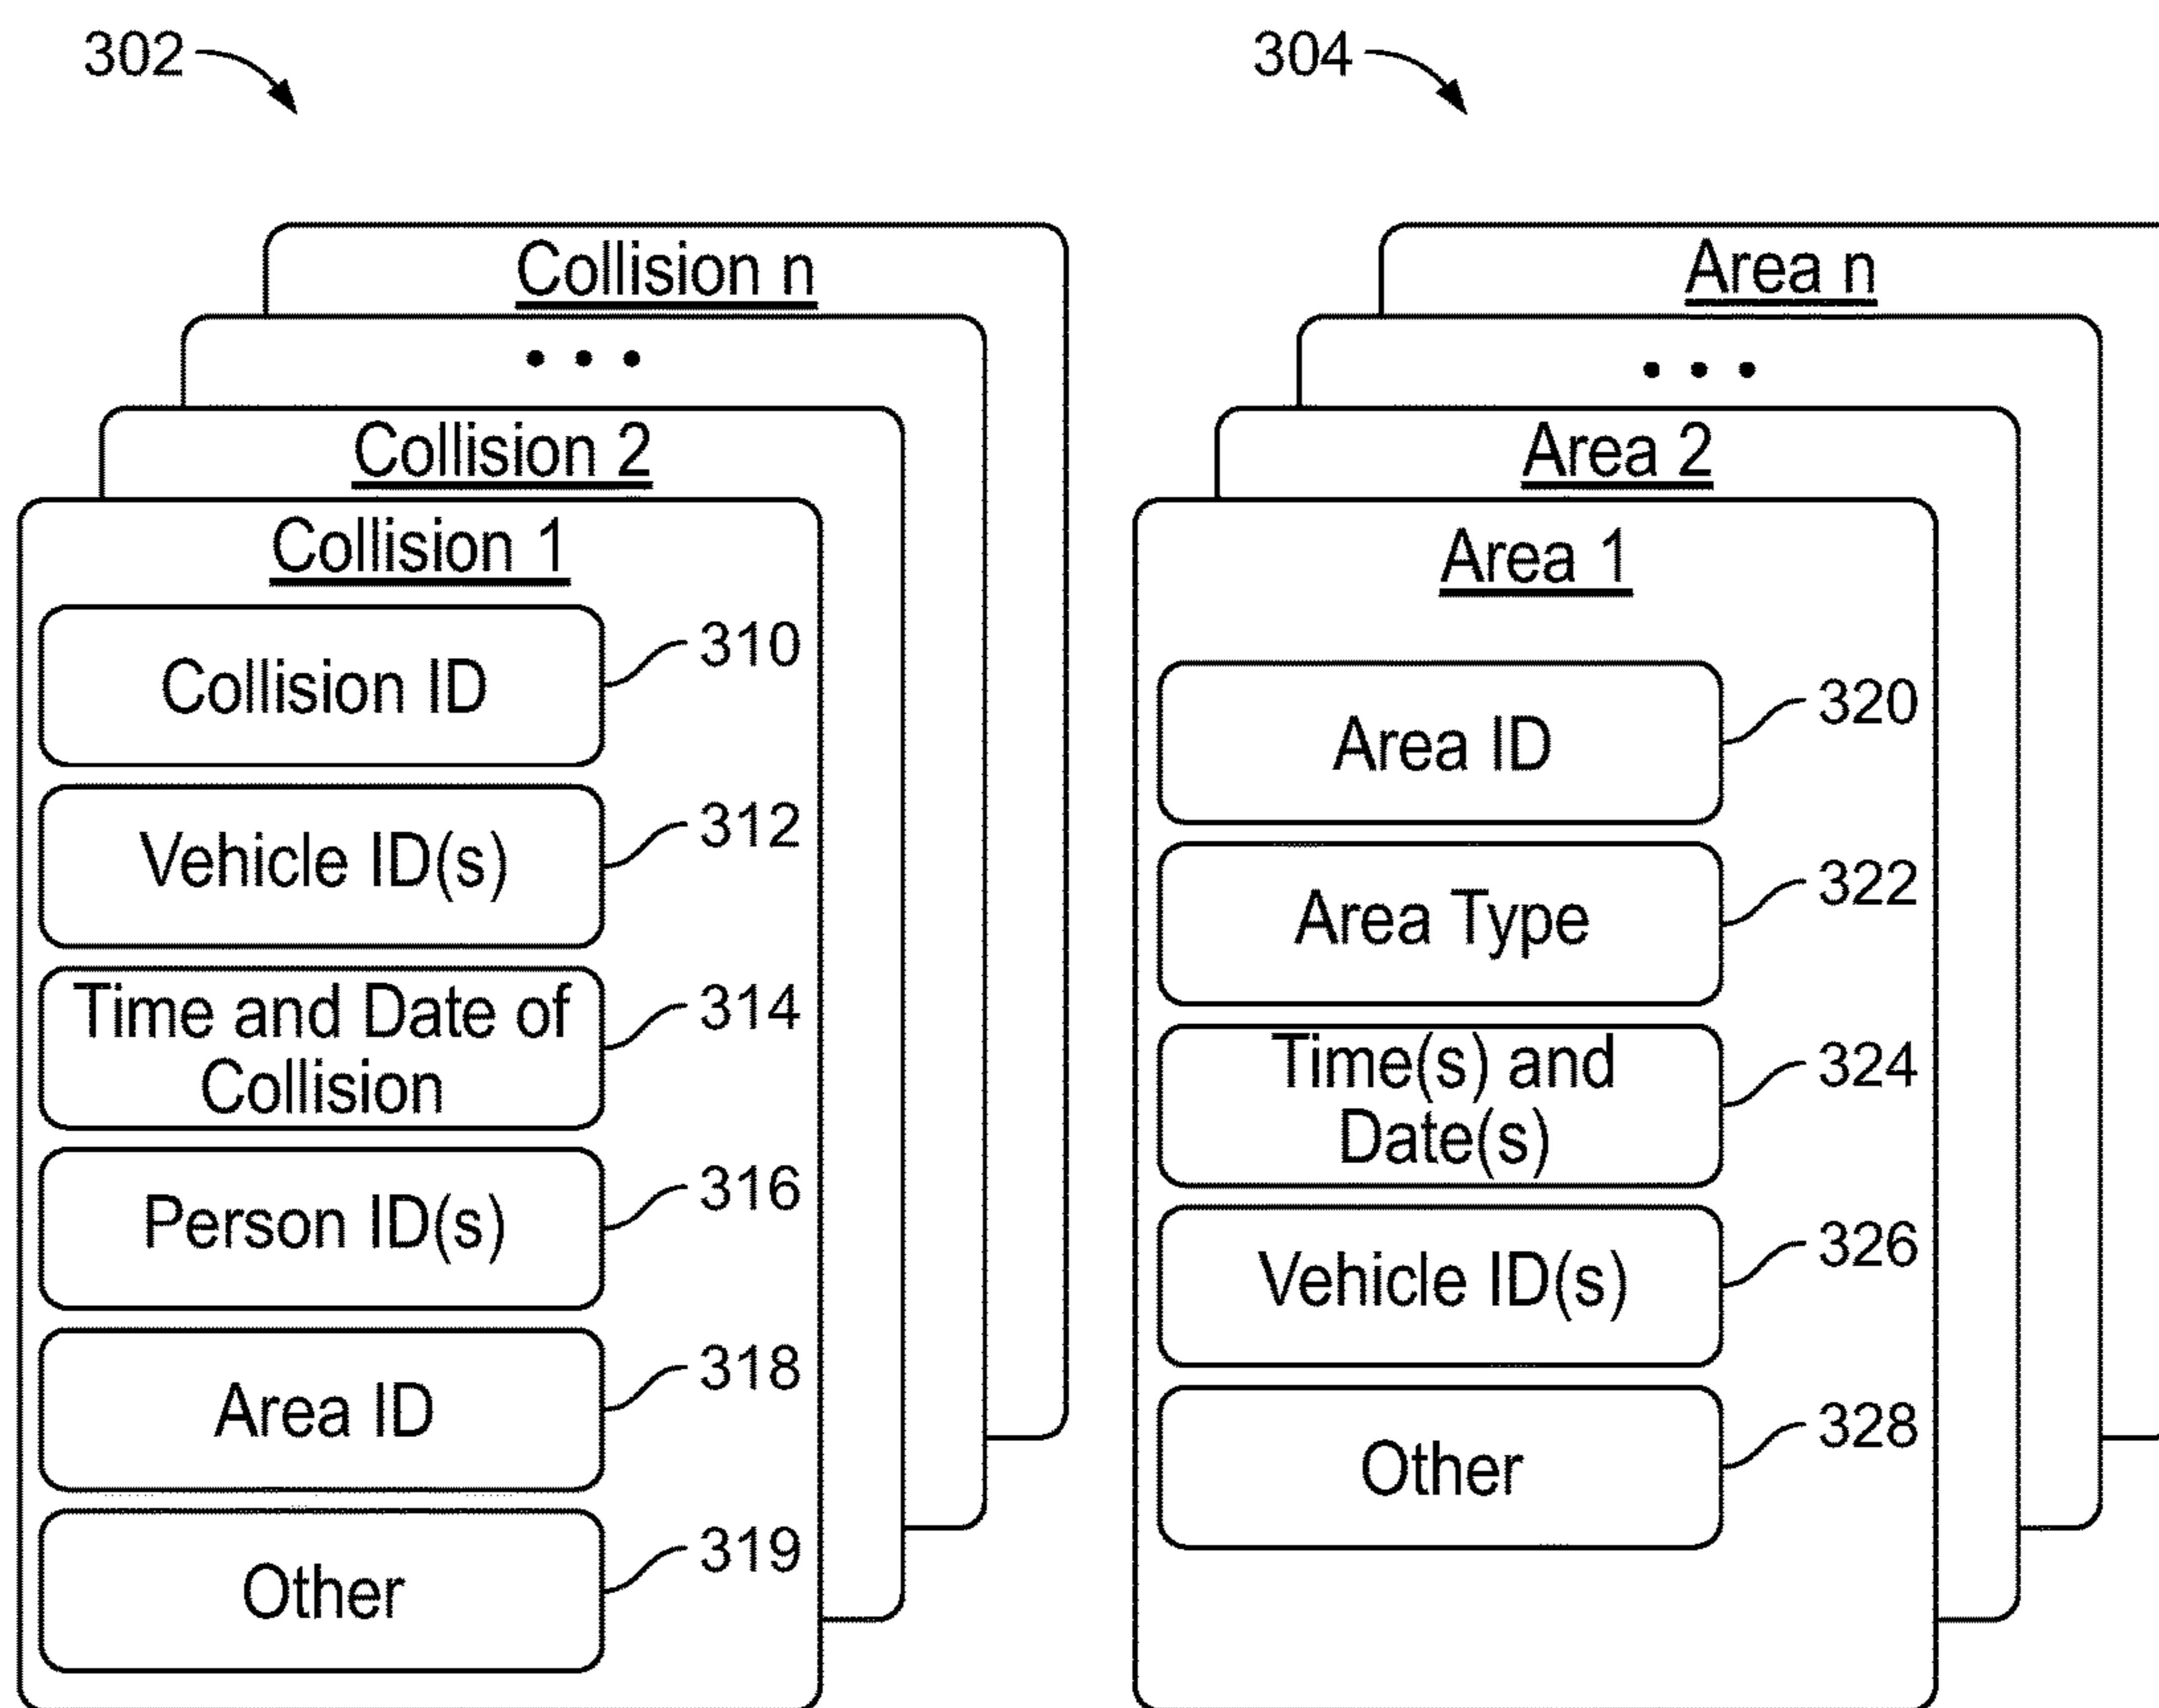 302
304
Collision n
• • •
Collision 2
Collision 1
Collision ID
310
Vehicle ID(s)
312
Time and Date of
Collision
314
Person ID(s)
316
Area ID
318
Other
319
Area n
• • •
Area 2
Area 1
Area ID
320
Area Type
322
Time(s) and
Date(s)
324
Vehicle ID(s)
326
Other
328